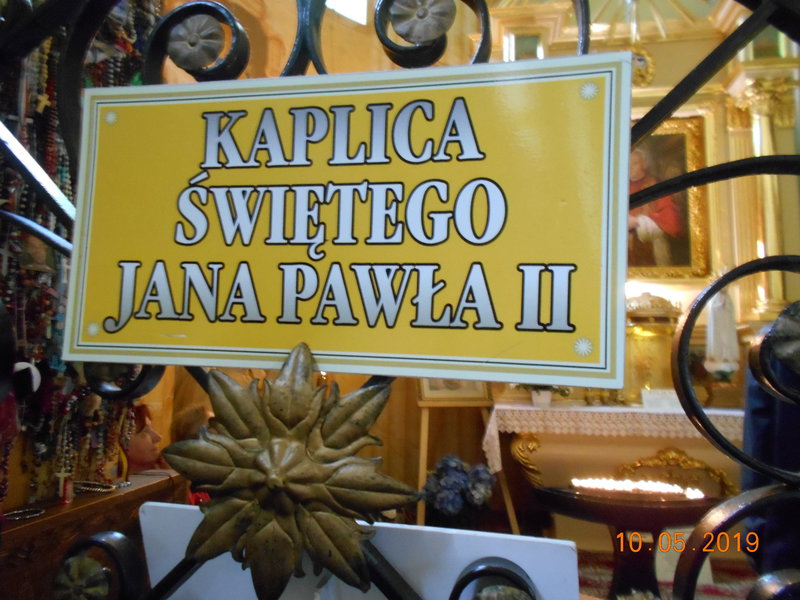 KAPLICA
ŚWIĘTEGO
JANA PAWŁA II
10.05.2019